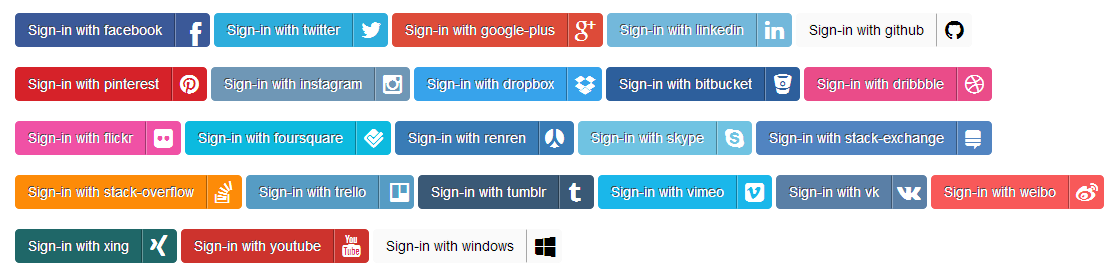 Sign-in with facebook Sign-in with twitter Sign-in with google-plus Sign-in with linkedin Sign-in with github
Sign-in with pinterest Sign-in with instagram Sign-in with dropbox Sign-in with bitbucket Sign-in with dribbble
Sign-in with flickr Sign-in with foursquare Sign-in with renren Sign-in with skype Sign-in with stack-exchange
Sign-in with stack-overflow Sign-in with trello Sign-in with tumblr Sign-in with vimeo Sign-in with vk Sign-in with weibo
Sign-in with xing Sign-in with youtube You Tube Sign-in with windows